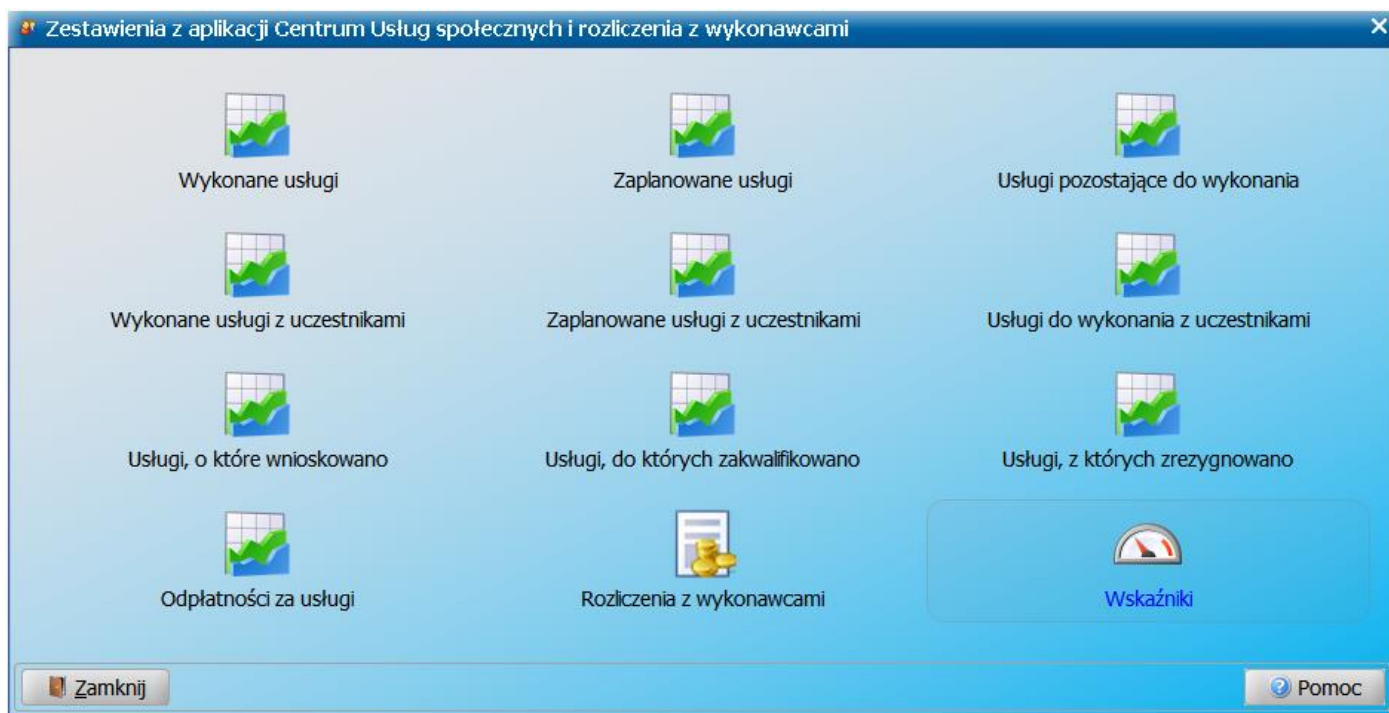 Zestawienia z aplikacji Centrum Usług społecznych i rozliczenia z wykonawcami
Wykonane usługi
Zaplanowane usługi
Usługi pozostające do wykonania
Wykonane usługi z uczestnikami
Zaplanowane usługi z uczestnikami
Usługi do wykonania z uczestnikami
Usługi, o które wnioskowano
Usługi, do których zakwalifikowano
Usługi, z których zrezygnowano
Odpłatności za usługi
Rozliczenia z wykonawcami
Wskaźniki
Zamknij
Pomoc